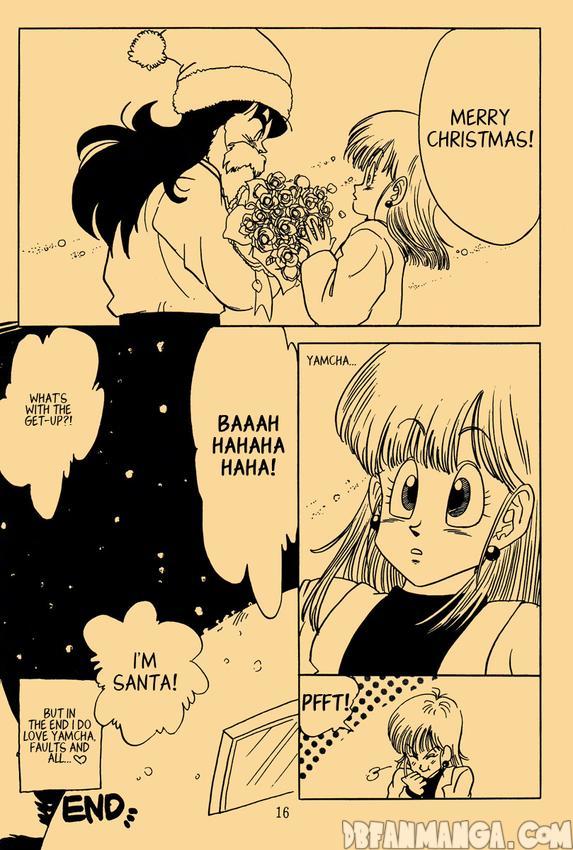 MERRY
CHRISTMAS!
YAMCHA...
PFFT!
BAAAH
HAHAHA
HAHA!
WHAT'S
WITH THE
GET-UP?!
I'M
SANTA!
BUT IN
THE END I DO
LOVE YAMCHA,
FAULTS AND
ALL...♡
END
16
DBFANMANGA.COM